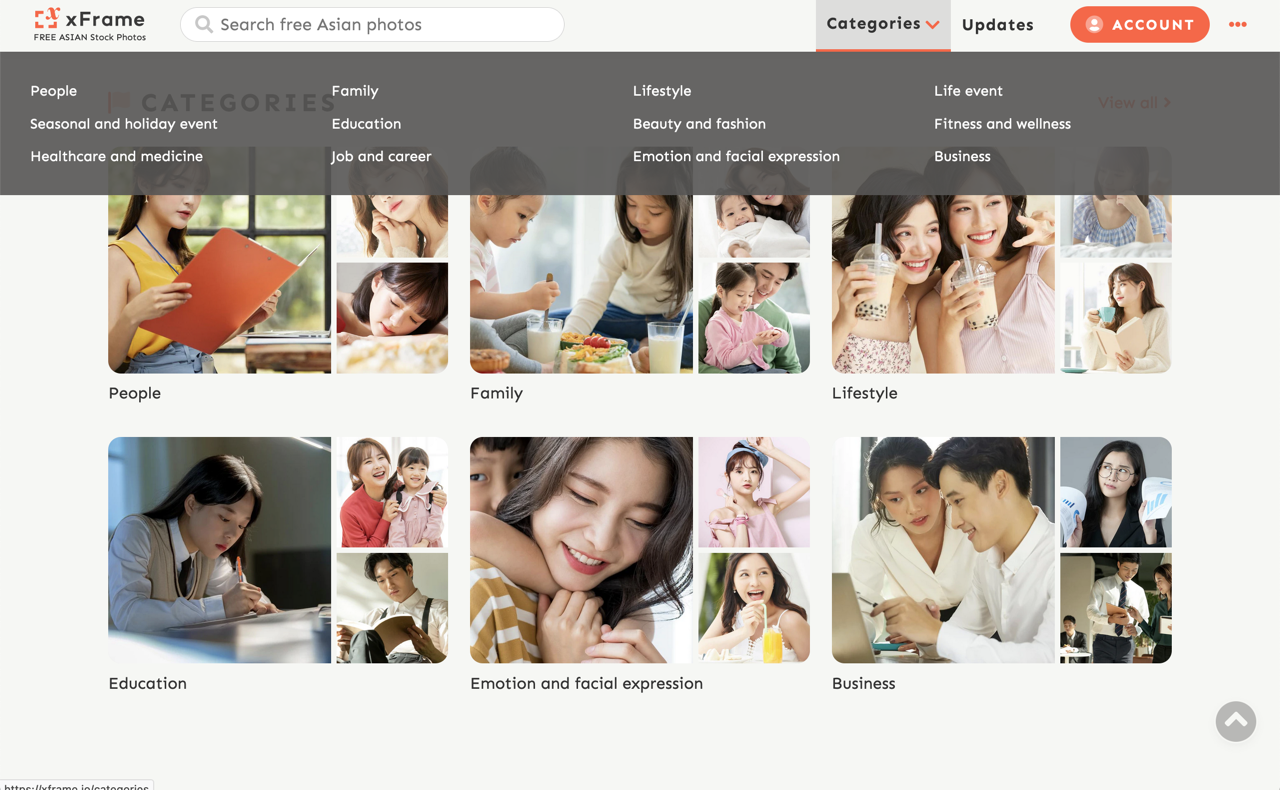 xFrame
FREE ASIAN Stock Photos
Search free Asian photos
Categories
Updates
ACCOUNT
People
Family
Lifestyle
Life event
CATEGORIES
View all
Seasonal and holiday event
Education
Beauty and fashion
Fitness and wellness
Healthcare and medicine
Job and career
Emotion and facial expression
Business
People
Family
Lifestyle
Education
Emotion and facial expression
Business
https://xframe.io/categories